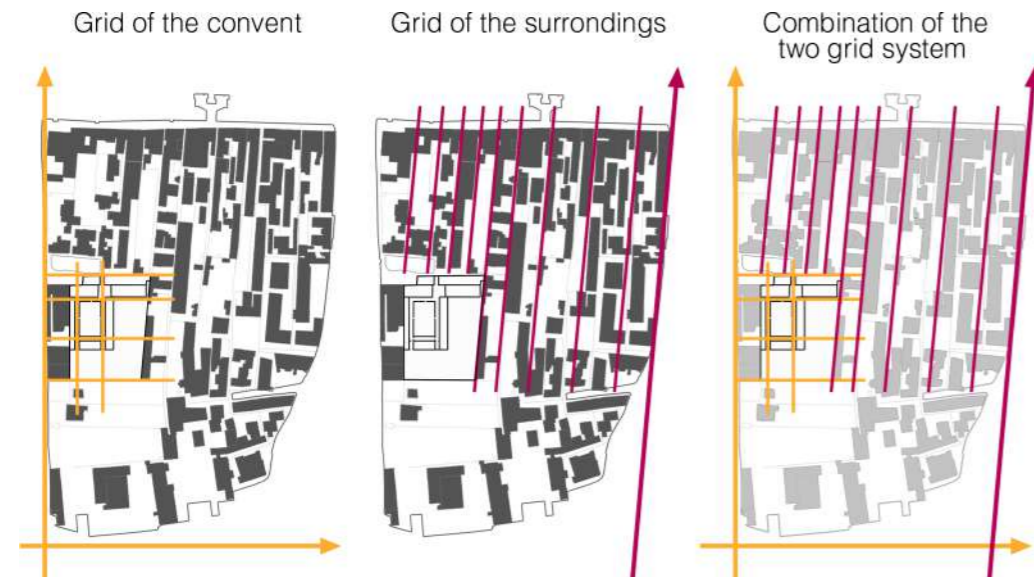 Grid of the convent
Grid of the surrondings
Combination of the
two grid system